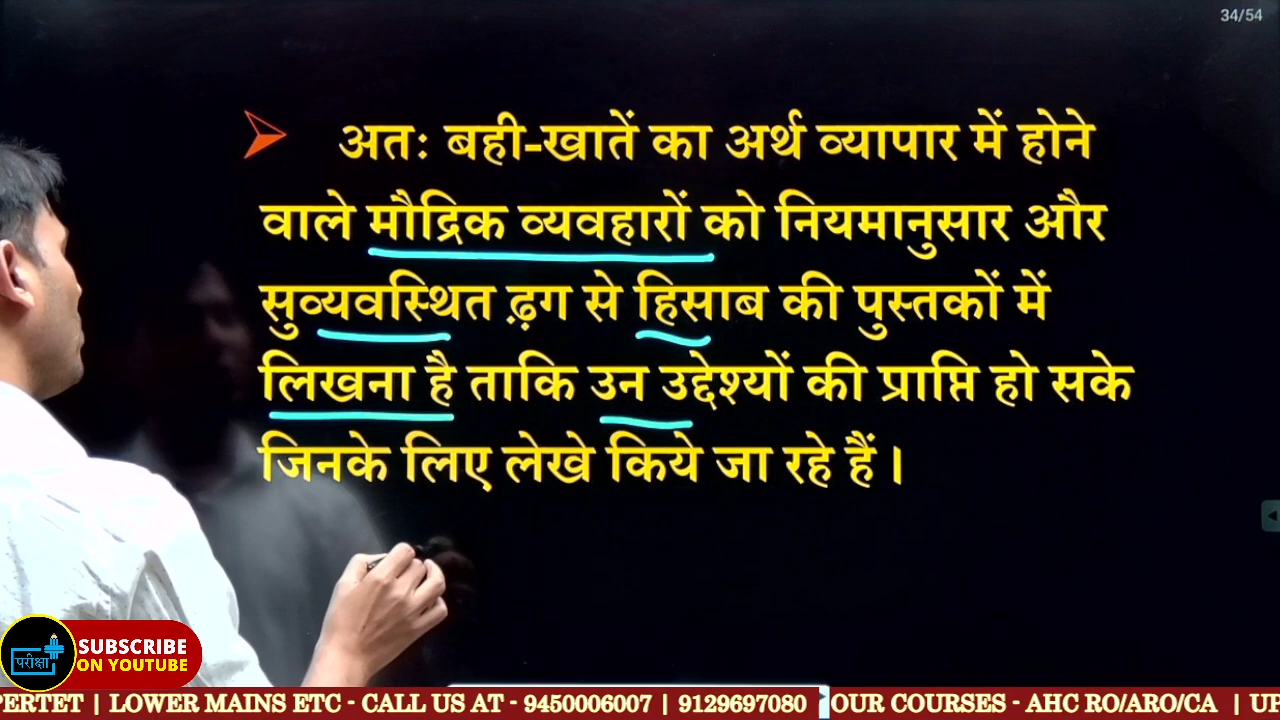 34/54
अतः बही-खातें का अर्थ व्यापार में होने
वाले मौद्रिक व्यवहारों को नियमानुसार और
सुव्यवस्थित ढ़ग से हिसाब की पुस्तकों में
लिखना है ताकि उन उद्देश्यों की प्राप्ति हो सके
जिनके लिए लेखे किये जा रहे हैं ।
परीक्षा
SUBSCRIBE
ON YOUTUBE
PERTET | LOWER MAINS ETC - CALL US AT - 9450006007 | 9129697080 OUR COURSES - AHC RO/ARO/CA | UP